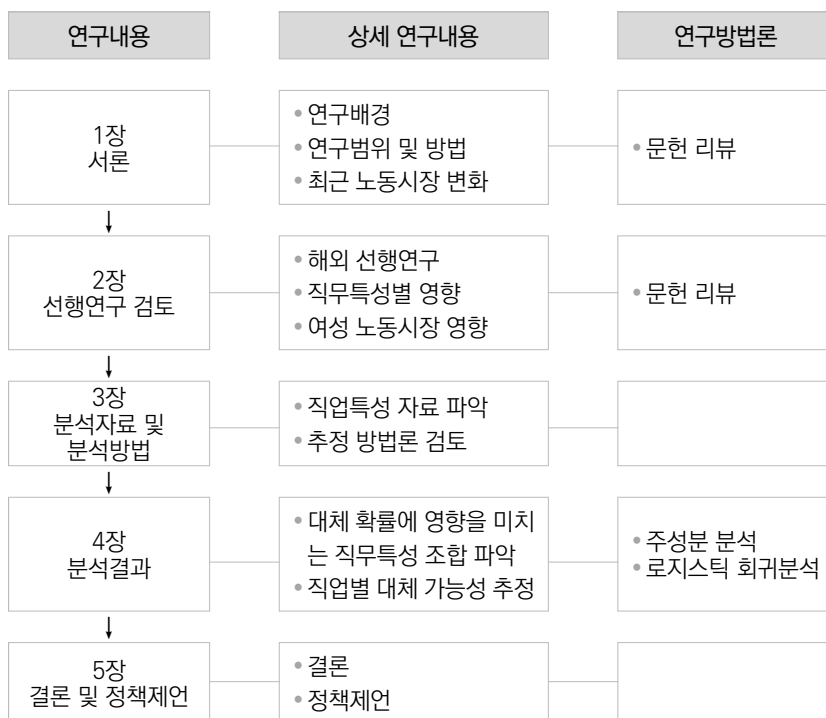 연구내용
상세 연구내용
연구방법론
1장
서론
• 연구배경
• 연구범위 및 방법
• 최근 노동시장 변화
• 문헌 리뷰
2장
선행연구 검토
• 해외 선행연구
• 직무특성별 영향
• 여성 노동시장 영향
• 문헌 리뷰
3장
분석자료 및
분석방법
• 직업특성 자료 파악
• 추정 방법론 검토
4장
분석결과
• 대체 확률에 영향을 미치
는 직무특성 조합 파악
• 직업별 대체 가능성 추정
• 주성분 분석
• 로지스틱 회귀분석
5장
결론 및 정책제언
• 결론
• 정책제언